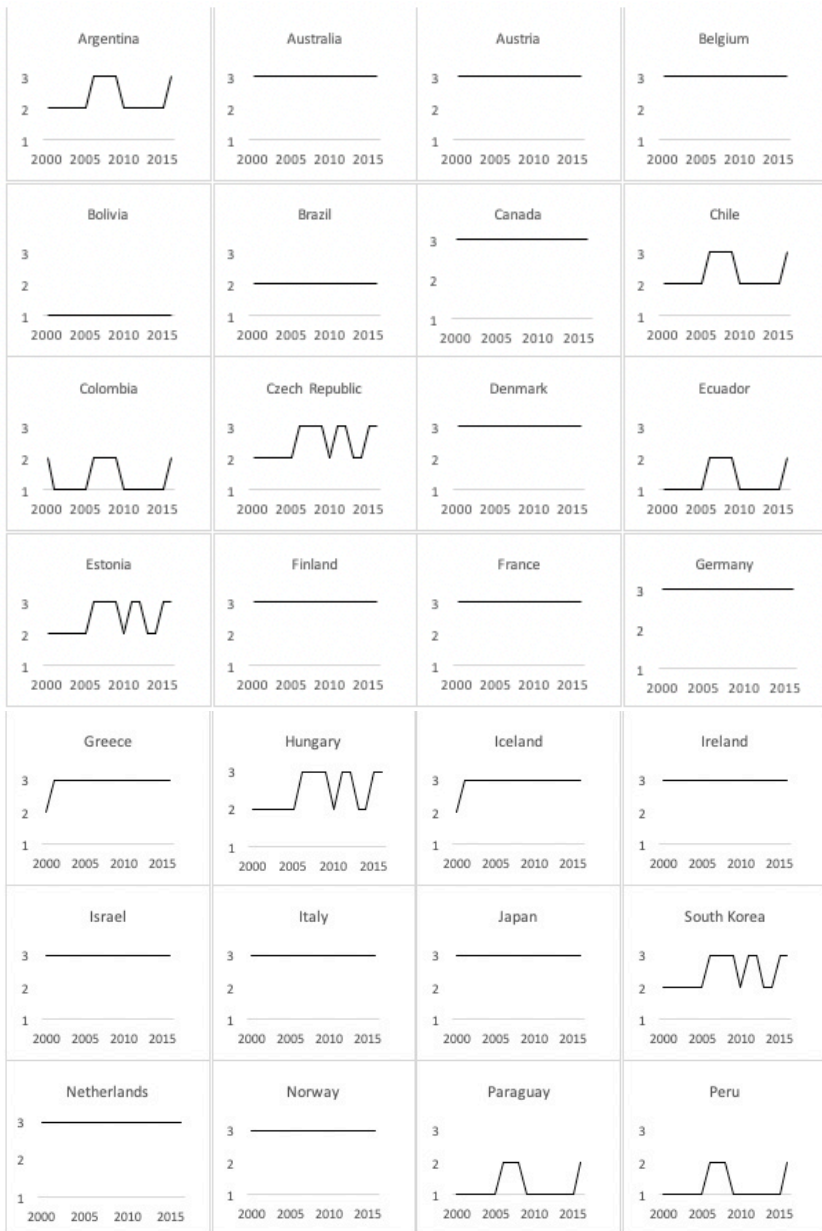 Argentina
3
2
1
2000 2005 2010 2015
Australia
3
2
1
2000 2005 2010 2015
Austria
3
2
1
2000 2005 2010 2015
Belgium
3
2
1
2000 2005 2010 2015
Bolivia
3
2
1
2000 2005 2010 2015
Brazil
3
2
1
2000 2005 2010 2015
Canada
3
2
1
2000 2005 2010 2015
Chile
3
2
1
2000 2005 2010 2015
Colombia
3
2
1
2000 2005 2010 2015
Czech Republic
3
2
1
2000 2005 2010 2015
Denmark
3
2
1
2000 2005 2010 2015
Ecuador
3
2
1
2000 2005 2010 2015
Estonia
3
2
1
2000 2005 2010 2015
Finland
3
2
1
2000 2005 2010 2015
France
3
2
1
2000 2005 2010 2015
Germany
3
2
1
2000 2005 2010 2015
Greece
3
2
1
2000 2005 2010 2015
Hungary
3
2
1
2000 2005 2010 2015
Iceland
3
2
1
2000 2005 2010 2015
Ireland
3
2
1
2000 2005 2010 2015
Israel
3
2
1
2000 2005 2010 2015
Italy
3
2
1
2000 2005 2010 2015
Japan
3
2
1
2000 2005 2010 2015
South Korea
3
2
1
2000 2005 2010 2015
Netherlands
3
2
1
2000 2005 2010 2015
Norway
3
2
1
2000 2005 2010 2015
Paraguay
3
2
1
2000 2005 2010 2015
Peru
3
2
1
2000 2005 2010 2015